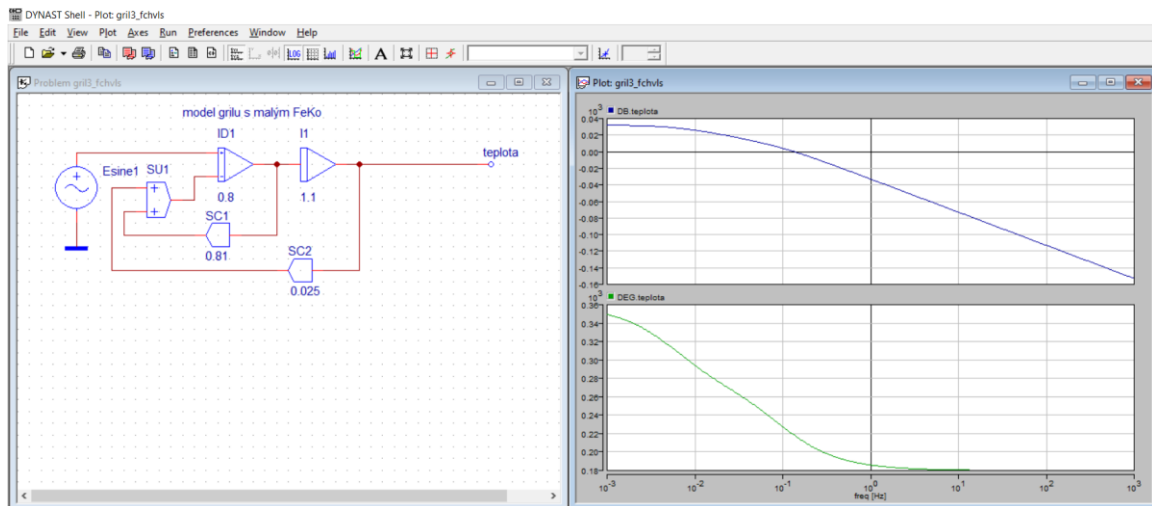 DYNAST Shell - Plot: gril3_fchvls
File Edit View Plot Axes Run Preferences Window Help
LOG A
Problem gril3_fchvls
model grilu s malým FeKo
ID1 I1
teplota
Esine1 SU1
0.8 1.1
SC1
0.81
SC2
0.025
Plot: gril3_fchvls
10³ DB.teplota
0.04
0.02
0.00
-0.02
-0.04
-0.06
-0.08
-0.10
-0.12
-0.14
-0.16
10³ DEG.teplota
0.36
0.34
0.32
0.30
0.28
0.26
0.24
0.22
0.20
0.18
10⁻³ 10⁻² 10⁻¹ 10⁰ 10¹ 10² 10³
freq [Hz]